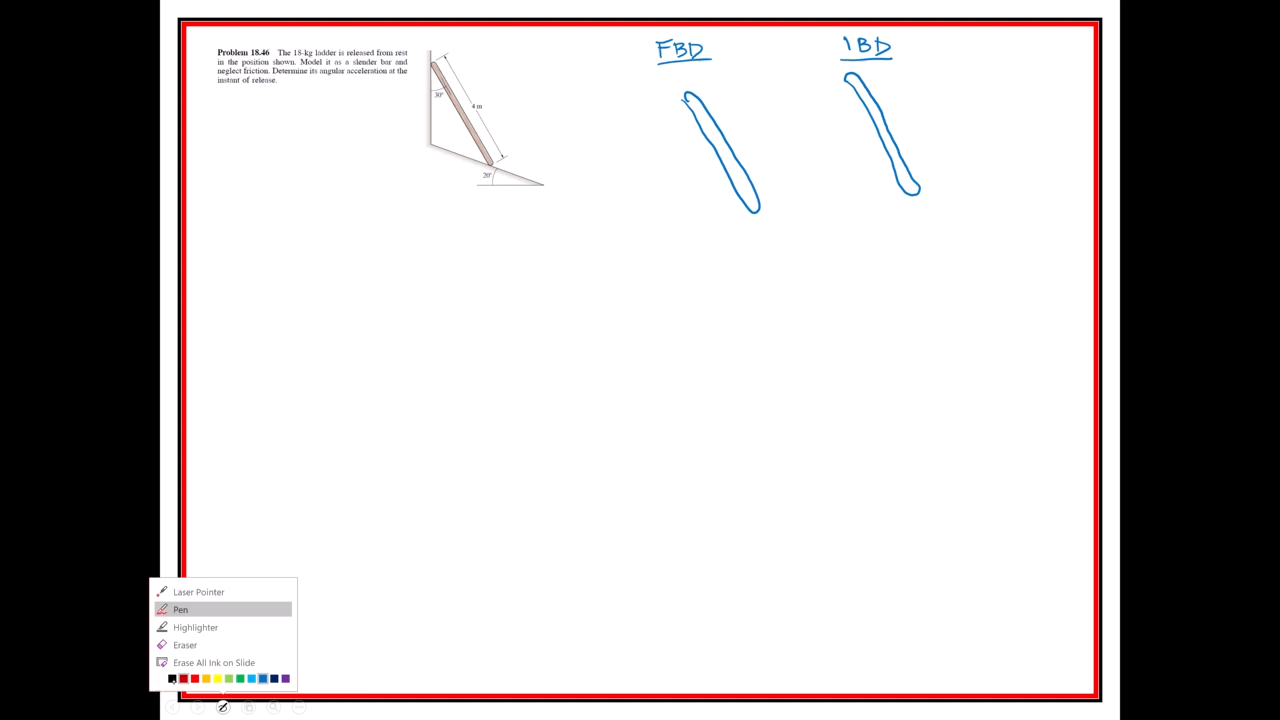 Problem 18.46 The 18-kg ladder is released from rest
in the position shown. Model it as a slender bar and
neglect friction. Determine its angular acceleration at the
instant of release.
30°
4 m
20°
FBD
IBD
Laser Pointer
Pen
Highlighter
Eraser
Erase All Ink on Slide